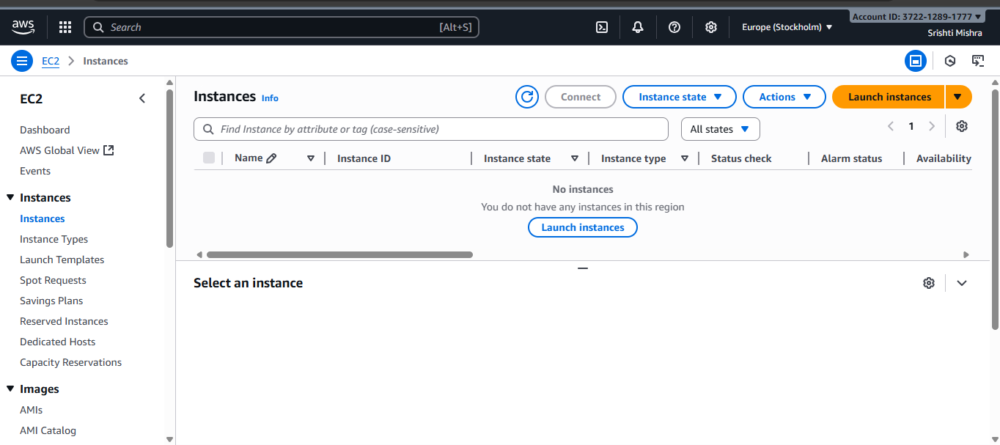 aws
Search
[Alt+S]
Europe (Stockholm)
Account ID: 3722-1289-1777
Srishti Mishra
EC2
Instances
EC2
Dashboard
AWS Global View
Events
Instances
Instances
Instance Types
Launch Templates
Spot Requests
Savings Plans
Reserved Instances
Dedicated Hosts
Capacity Reservations
Images
AMIs
AMI Catalog
Instances Info
Connect
Instance state
Actions
Launch instances
Find Instance by attribute or tag (case-sensitive)
All states
1
Name
Instance ID
Instance state
Instance type
Status check
Alarm status
Availability
No instances
You do not have any instances in this region
Launch instances
Select an instance